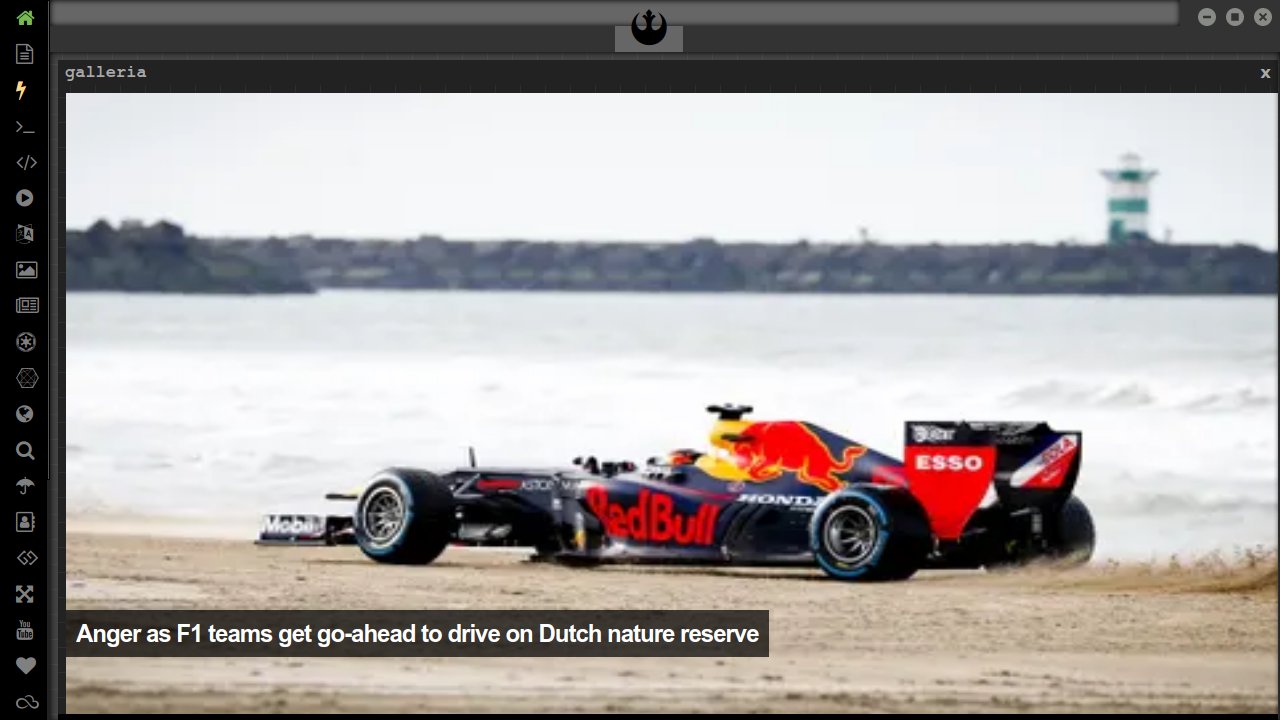 galleria
x
ESSO
HONDA
RedBull
Mobil
Anger as F1 teams get go-ahead to drive on Dutch nature reserve
You
Tube